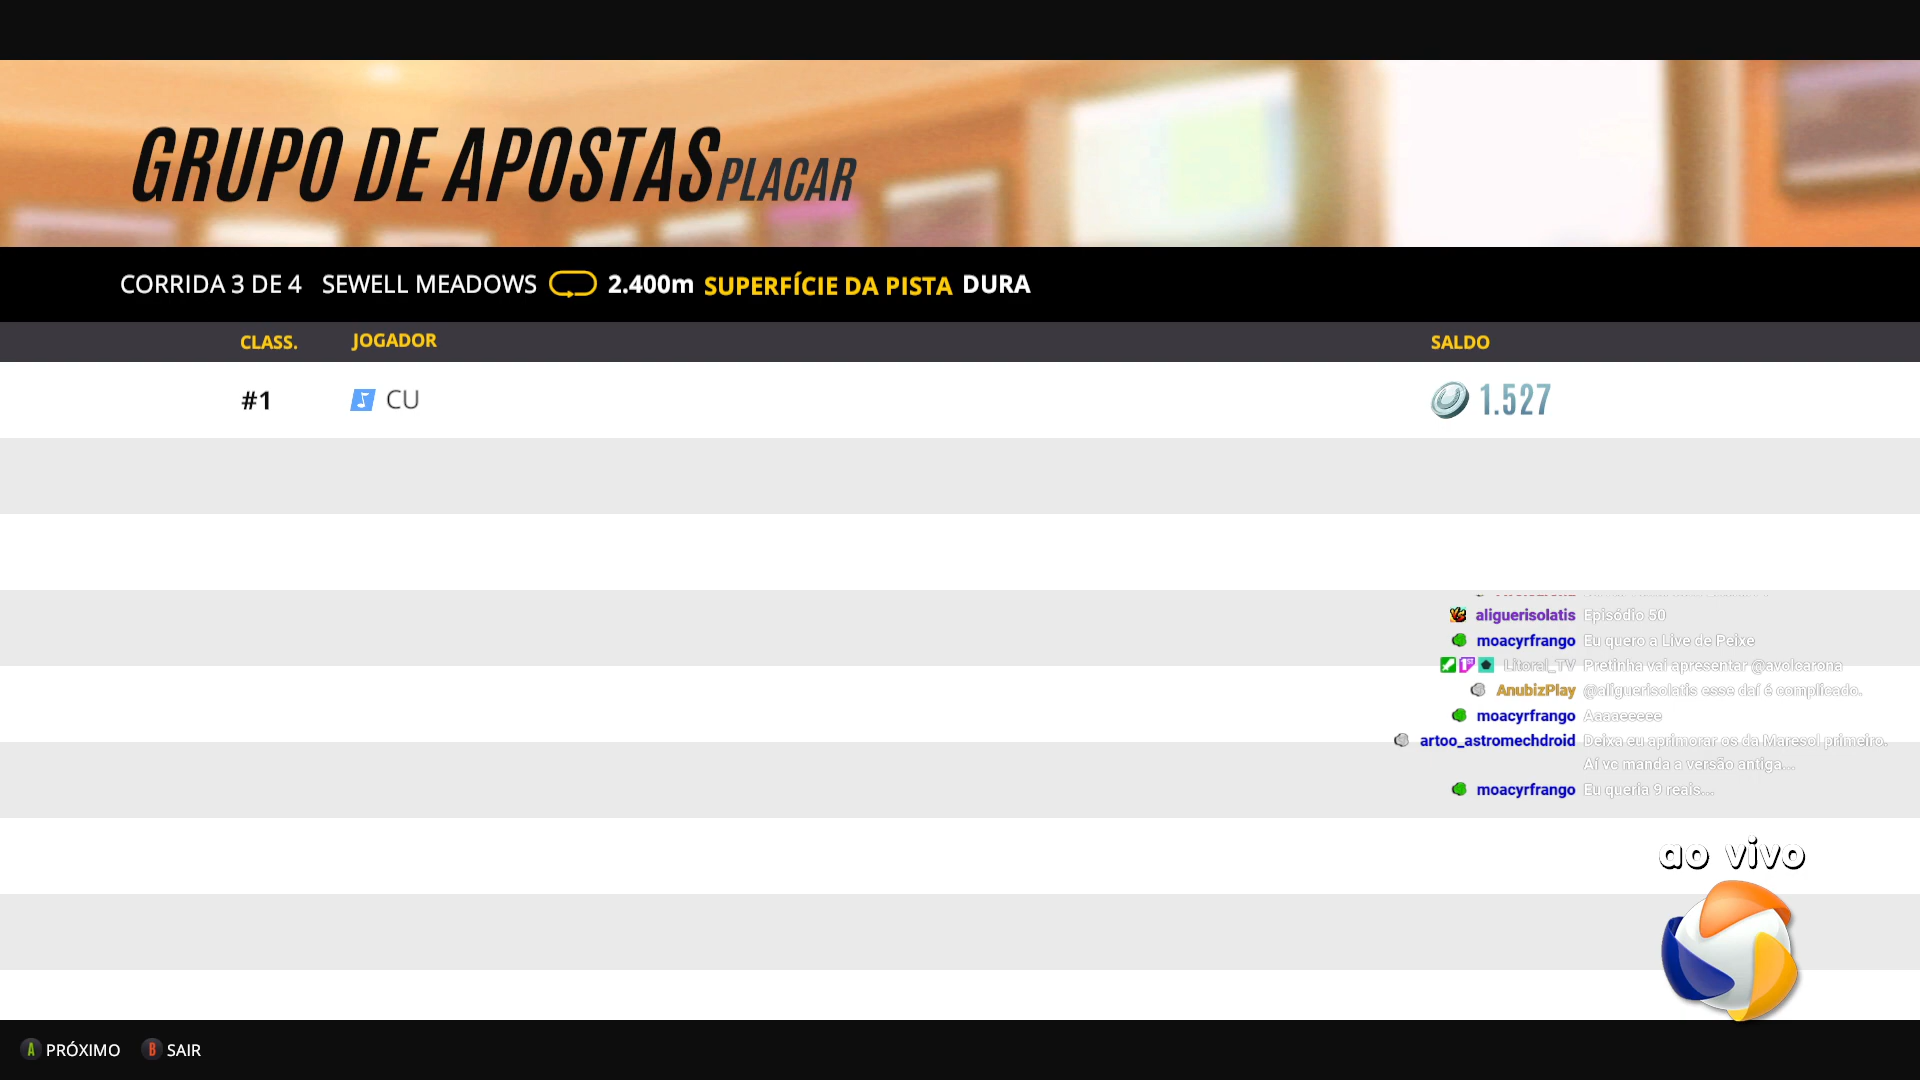 GRUPO DE APOSTAS PLACAR
CORRIDA 3 DE 4 SEWELL MEADOWS 2.400m SUPERFÍCIE DA PISTA DURA
CLASS. JOGADOR SALDO
#1 CU 1.527
aliguerisolatis Episódio 50
moacyrfrango Eu quero a Live de Peixe
Litoral_TV Pretinha vai apresentar @avolcarona
AnubizPlay @aliguerisolatis esse daí é complicado.
moacyrfrango Aaaaeeeee
artoo_astromechdroid Deixa eu aprimorar os da Maresol primeiro.
Aí vc manda a versão antiga...
moacyrfrango Eu queria 9 reais...
ao vivo
A PRÓXIMO B SAIR